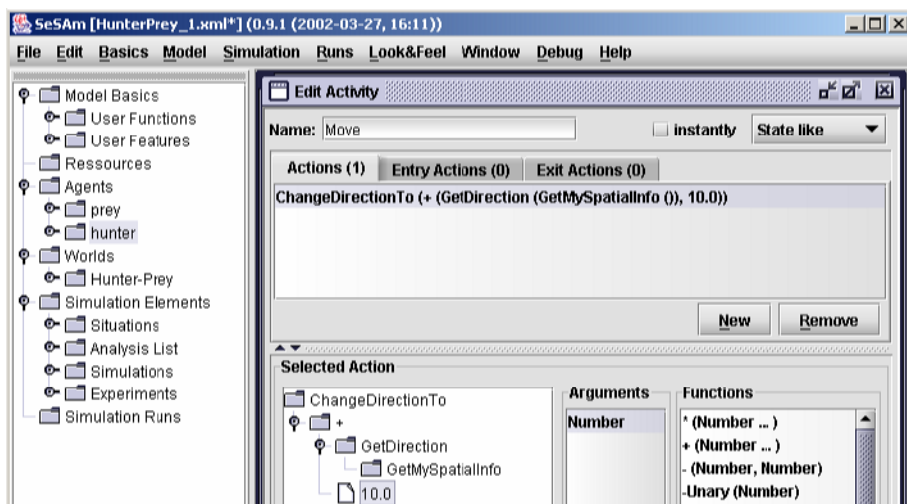 SeSAm [HunterPrey_1.xml*] (0.9.1 (2002-03-27, 16:11))
File Edit Basics Model Simulation Runs Look&Feel Window Debug Help
Model Basics
User Functions
User Features
Ressources
Agents
prey
hunter
Worlds
Hunter-Prey
Simulation Elements
Situations
Analysis List
Simulations
Experiments
Simulation Runs
Edit Activity
Name: Move
instantly
State like
Actions (1) Entry Actions (0) Exit Actions (0)
ChangeDirectionTo (+ (GetDirection (GetMySpatialInfo ()), 10.0))
New Remove
Selected Action
ChangeDirectionTo
+
GetDirection
GetMySpatialInfo
10.0
Arguments
Number
Functions
* (Number ... )
+ (Number ... )
- (Number, Number)
-Unary (Number)